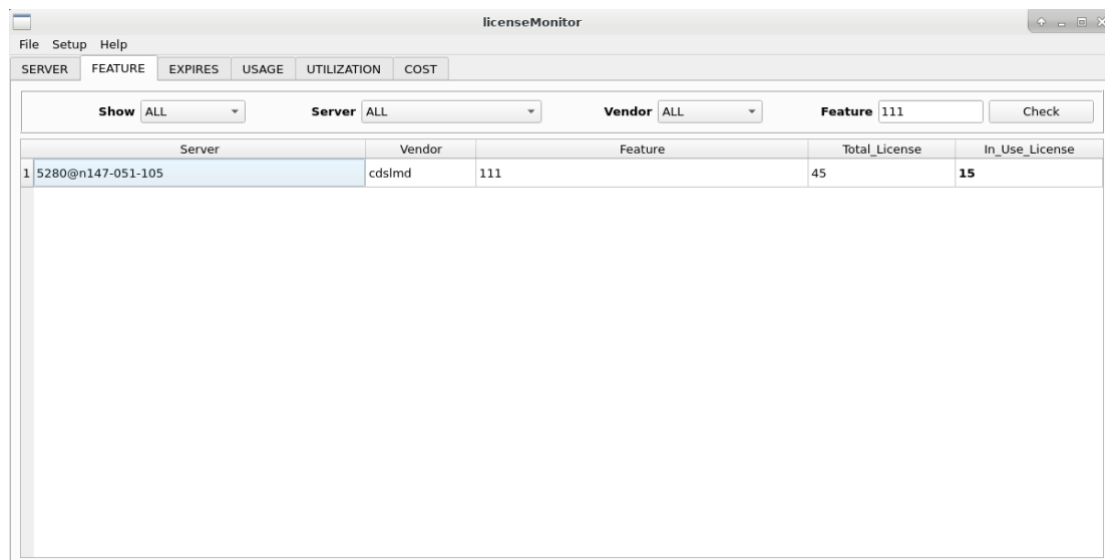 licenseMonitor
File Setup Help
SERVER FEATURE EXPIRES USAGE UTILIZATION COST
Show ALL Server ALL Vendor ALL Feature 111 Check
Server Vendor Feature Total_License In_Use_License
1 5280@n147-051-105 cdslmd 111 45 15